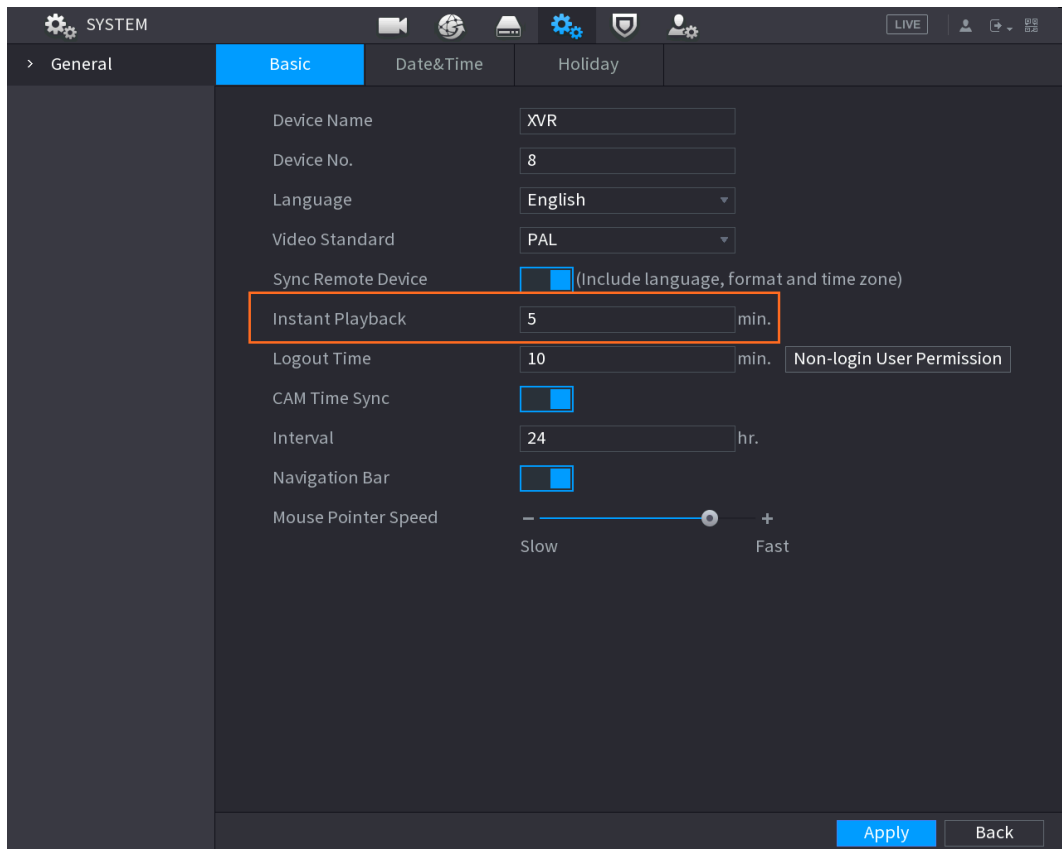 SYSTEM LIVE
> General Basic Date&Time Holiday
Device Name XVR
Device No. 8
Language English
Video Standard PAL
Sync Remote Device (Include language, format and time zone)
Instant Playback 5 min.
Logout Time 10 min. Non-login User Permission
CAM Time Sync
Interval 24 hr.
Navigation Bar
Mouse Pointer Speed − +
Slow Fast
Apply Back